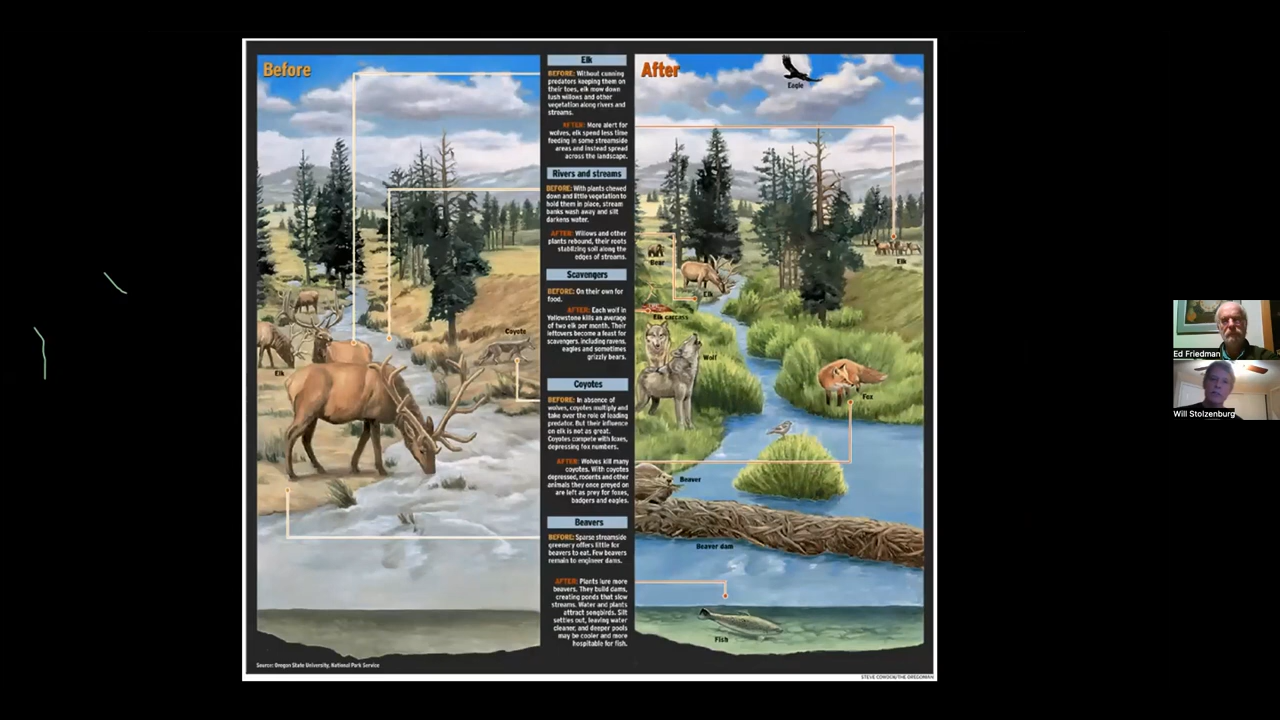 Before
Elk
BEFORE: Without cunning
predators keeping them on
their toes, elk mow down
lush willows and other
vegetation along rivers and
streams.
AFTER: More alert for
wolves, elk spend less time
feeding in some streamside
areas and instead spread
across the landscape.
Rivers and streams
BEFORE: With plants chewed
down and little vegetation to
hold them in place, stream
banks wash away and silt
darkens water.
AFTER: Willows and other
plants rebound, their roots
stabilizing soil along the
edges of streams.
Scavengers
BEFORE: On their own for
food.
AFTER: Each wolf in
Yellowstone kills an average
of two elk per month. Their
leftovers become a feast for
scavengers, including ravens,
eagles and sometimes
grizzly bears.
Coyotes
BEFORE: In absence of
wolves, coyotes multiply and
take over the role of leading
predator. But their influence
on elk is not as great.
Coyotes compete with foxes,
depressing fox numbers.
AFTER: Wolves kill many
coyotes. With coyotes
depressed, rodents and other
animals they once preyed on
are left as prey for foxes,
badgers and eagles.
Beavers
BEFORE: Sparse streamside
greenery offers little for
beavers to eat. Few beavers
remain to engineer dams.
AFTER: Plants lure more
beavers. They build dams,
creating ponds that slow
streams. Water and plants
attract songbirds. Silt
settles out, leaving water
cleaner, and deeper pools
may be cooler and more
hospitable for fish.
Coyote
Elk
Source: Oregon State University, National Park Service
After
Eagle
Elk
Bear
Elk
Elk carcass
Wolf
Fox
Beaver
Beaver dam
Fish
STEVE COWDEN/THE OREGONIAN
Ed Friedman
Will Stolzenburg